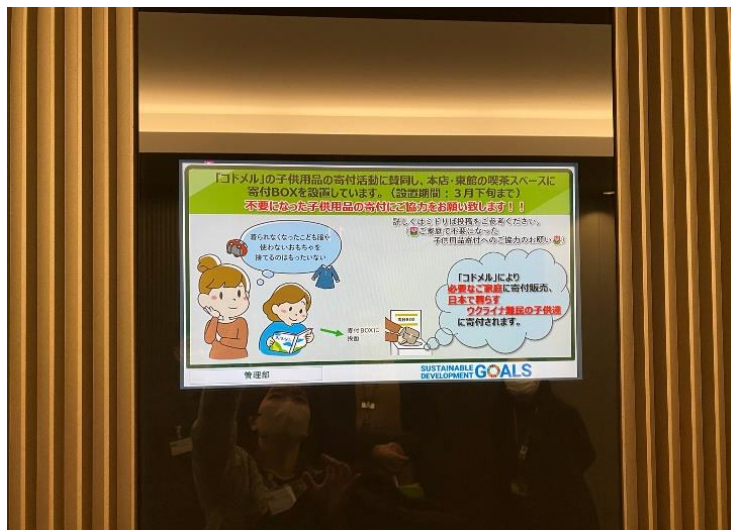 「コドメル」の子供用品の寄付活動に賛同し、本店・東館の喫茶スペースに
寄付BOXを設置しています。（設置期間：３月下旬まで）
不要になった子供用品の寄付にご協力をお願い致します！！
詳しくはミドりば投稿をご参考ください。
（ご家庭で不要になった
子供用品寄付へのご協力のお願い）
着られなくなったこども服や
使わないおもちゃを
捨てるのはもったいない
「コドメル」により
必要なご家庭に寄付販売、
日本で暮らす
ウクライナ難民の子供達
に寄付されます。
寄付BOXに
投函
管理部
SUSTAINABLE
DEVELOPMENT GOALS